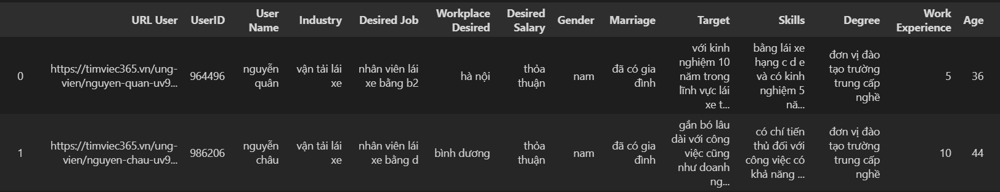 URL User UserID User Name Industry Desired Job Workplace Desired Desired Salary Gender Marriage Target Skills Degree Work Experience Age
0 https://timviec365.vn/ung-vien/nguyen-quan-uv9... 964496 nguyễn quân vận tải lái xe nhân viên lái xe bằng b2 hà nội thỏa thuận nam đã có gia đình với kinh nghiệm 10 năm trong lĩnh vực lái xe t... bằng lái xe hạng c d e và có kinh nghiệm 5 nă... đơn vị đào tạo trường trung cấp nghề 5 36
1 https://timviec365.vn/ung-vien/nguyen-chau-uv9... 986206 nguyễn châu vận tải lái xe nhân viên lái xe bằng d bình dương thỏa thuận nam đã có gia đình gắn bó lâu dài với công việc cũng như doanh ng... có chí tiến thủ đối với công việc có khả năng ... đơn vị đào tạo trường trung cấp nghề 10 44